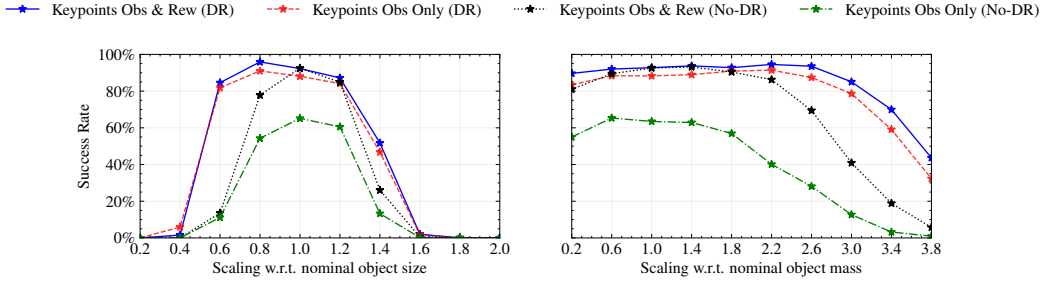 Keypoints Obs & Rew (DR) Keypoints Obs Only (DR) Keypoints Obs & Rew (No-DR) Keypoints Obs Only (No-DR)
Success Rate
100%
80%
60%
40%
20%
0%
0.2 0.4 0.6 0.8 1.0 1.2 1.4 1.6 1.8 2.0
Scaling w.r.t. nominal object size
0.2 0.6 1.0 1.4 1.8 2.2 2.6 3.0 3.4 3.8
Scaling w.r.t. nominal object mass